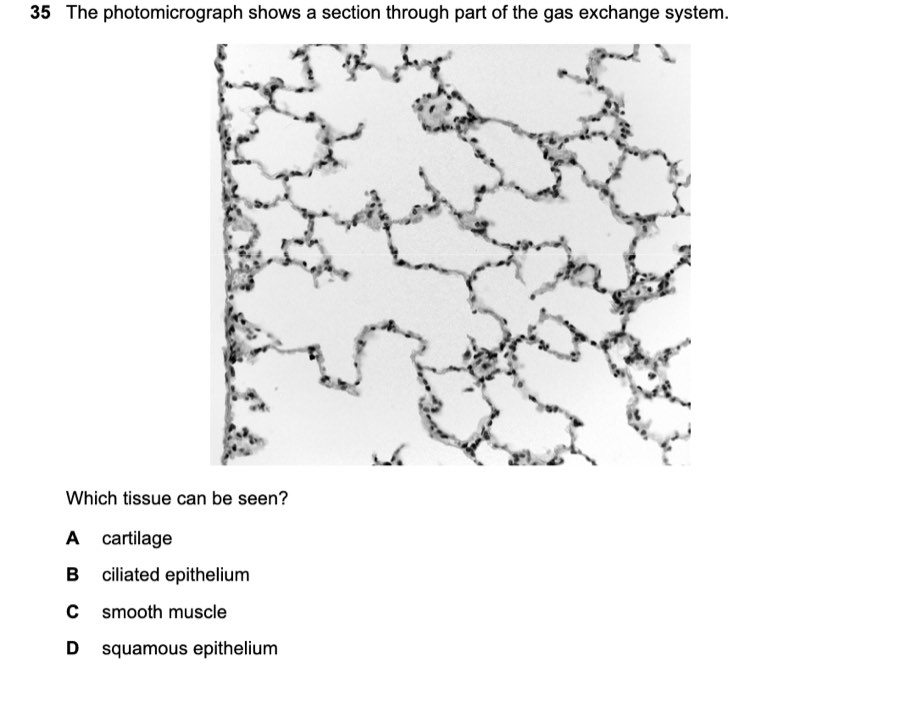 35 The photomicrograph shows a section through part of the gas exchange system.
Which tissue can be seen?
A cartilage
B ciliated epithelium
C smooth muscle
D squamous epithelium